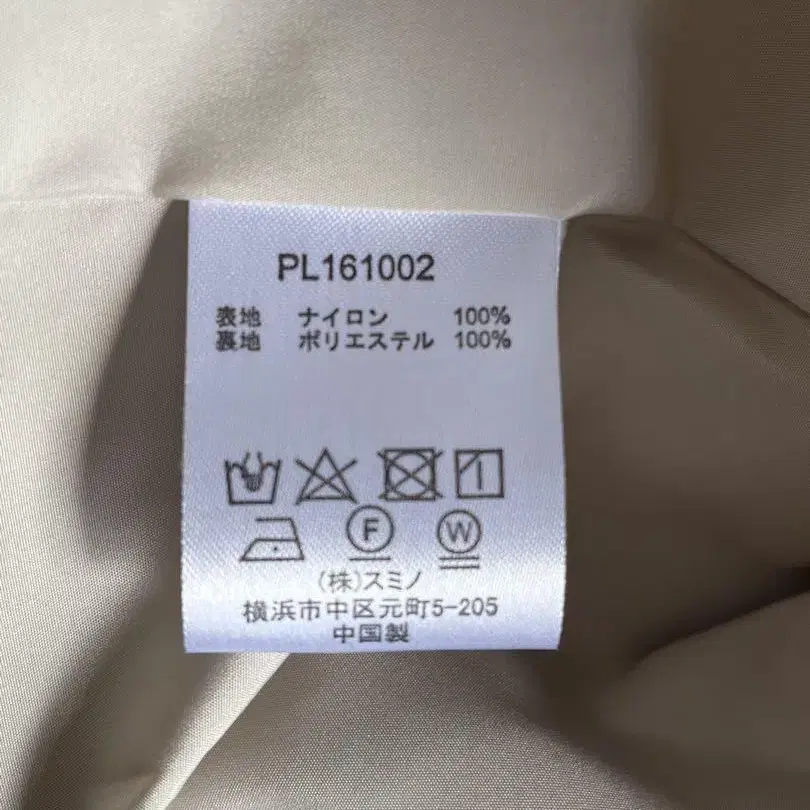 PL161002
表地 ナイロン 100%
裏地 ポリエステル 100%
F W
(株)スミノ
横浜市中区元町5-205
中国製